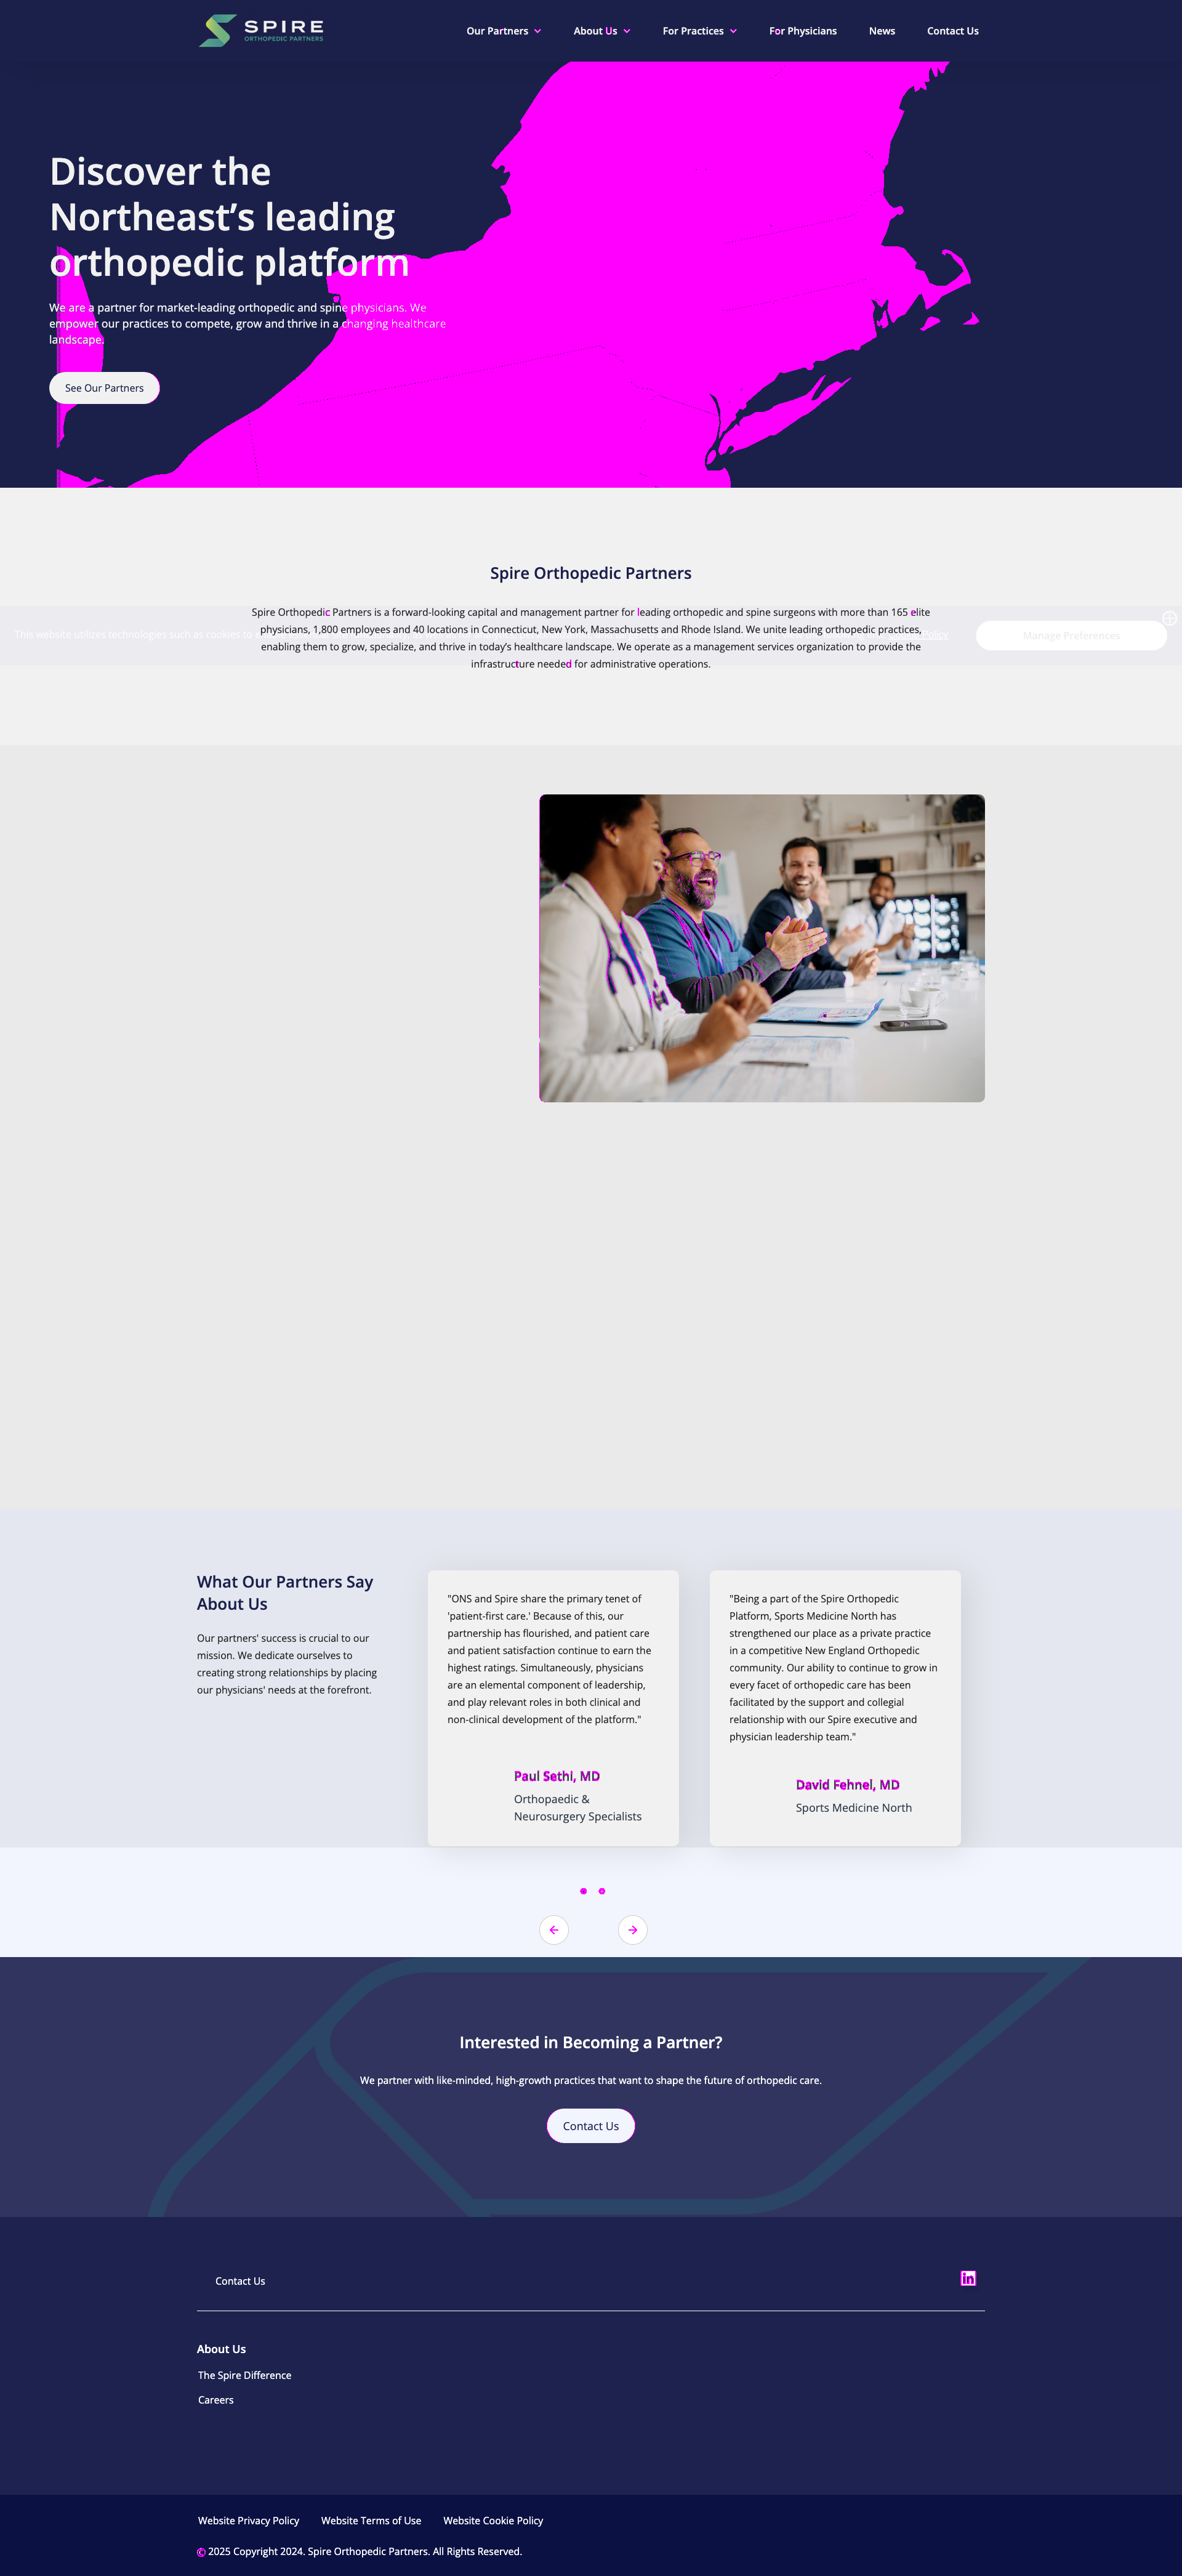 SPIRE
ORTHOPEDIC PARTNERS
Our Partners
About Us
For Practices
For Physicians
News
Contact Us
Discover the
Northeast’s leading
orthopedic platform
We are a partner for market-leading orthopedic and spine physicians. We
empower our practices to compete, grow and thrive in a changing healthcare
landscape.
See Our Partners
Spire Orthopedic Partners
Spire Orthopedic Partners is a forward-looking capital and management partner for leading orthopedic and spine surgeons with more than 165 elite
physicians, 1,800 employees and 40 locations in Connecticut, New York, Massachusetts and Rhode Island. We unite leading orthopedic practices,
enabling them to grow, specialize, and thrive in today’s healthcare landscape. We operate as a management services organization to provide the
infrastructure needed for administrative operations.
This website utilizes technologies such as cookies to
Policy
Manage Preferences
What Our Partners Say
About Us
Our partners' success is crucial to our
mission. We dedicate ourselves to
creating strong relationships by placing
our physicians' needs at the forefront.
"ONS and Spire share the primary tenet of
'patient-first care.' Because of this, our
partnership has flourished, and patient care
and patient satisfaction continue to earn the
highest ratings. Simultaneously, physicians
are an elemental component of leadership,
and play relevant roles in both clinical and
non-clinical development of the platform."
Paul Sethi, MD
Orthopaedic &
Neurosurgery Specialists
"Being a part of the Spire Orthopedic
Platform, Sports Medicine North has
strengthened our place as a private practice
in a competitive New England Orthopedic
community. Our ability to continue to grow in
every facet of orthopedic care has been
facilitated by the support and collegial
relationship with our Spire executive and
physician leadership team."
David Fehnel, MD
Sports Medicine North
Interested in Becoming a Partner?
We partner with like-minded, high-growth practices that want to shape the future of orthopedic care.
Contact Us
Contact Us
in
About Us
The Spire Difference
Careers
Website Privacy Policy
Website Terms of Use
Website Cookie Policy
© 2025 Copyright 2024. Spire Orthopedic Partners. All Rights Reserved.